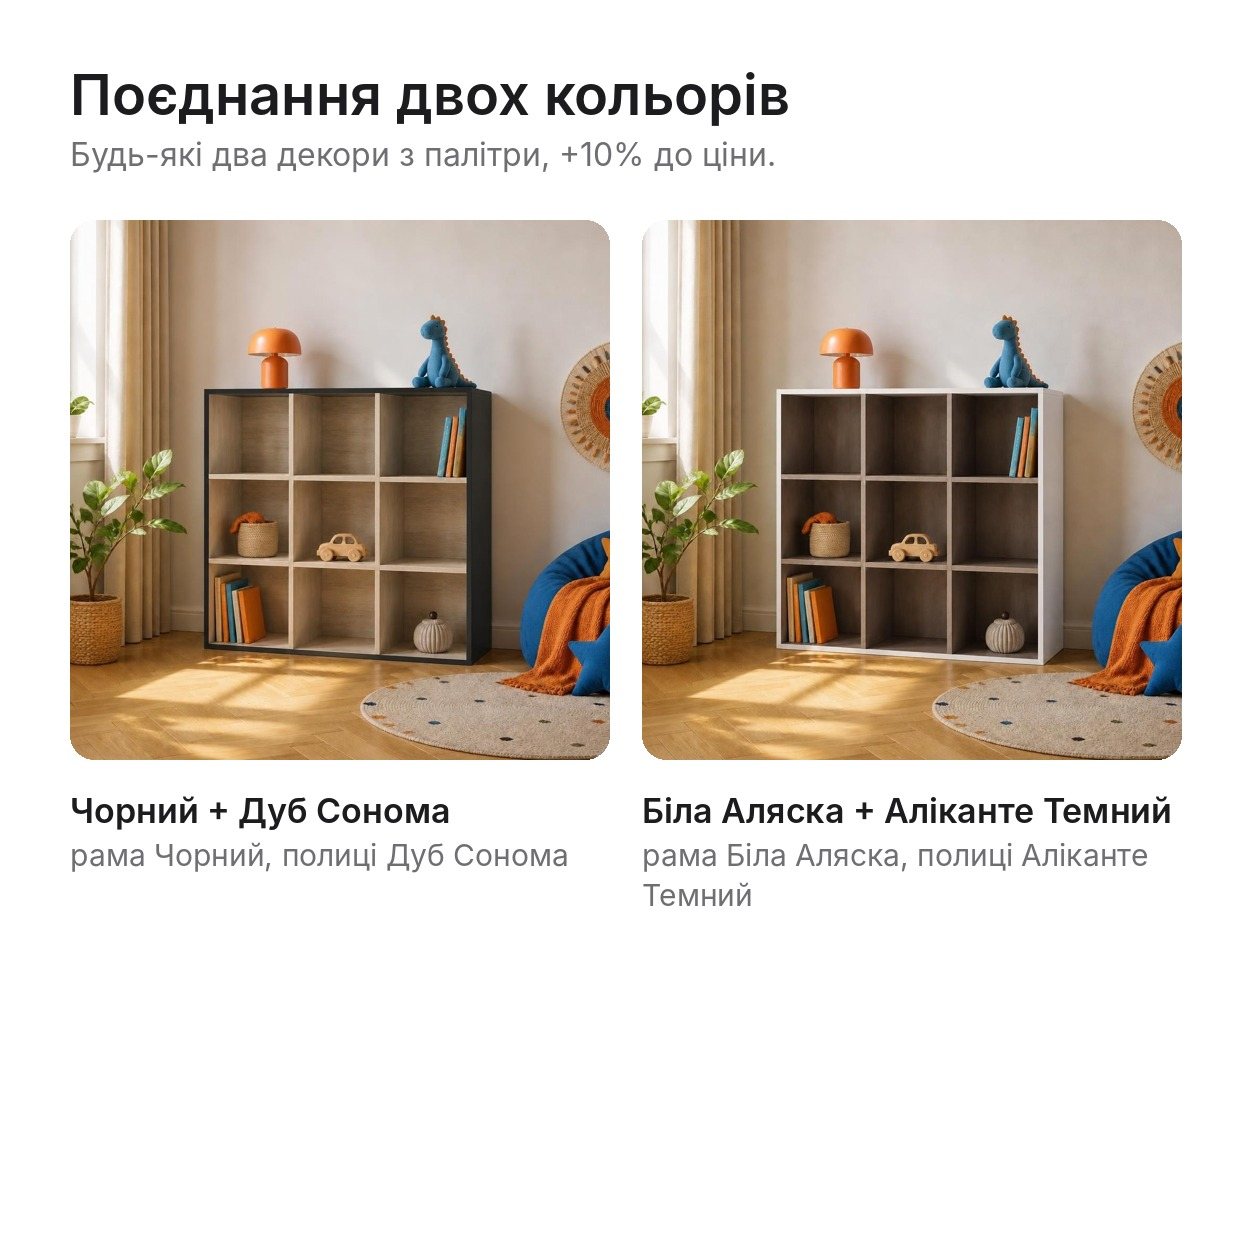 Поєднання двох кольорів
Будь-які два декори з палітри, +10% до ціни.
Чорний + Дуб Сонома
рама Чорний, полиці Дуб Сонома
Біла Аляска + Аліканте Темний
рама Біла Аляска, полиці Аліканте
Темний